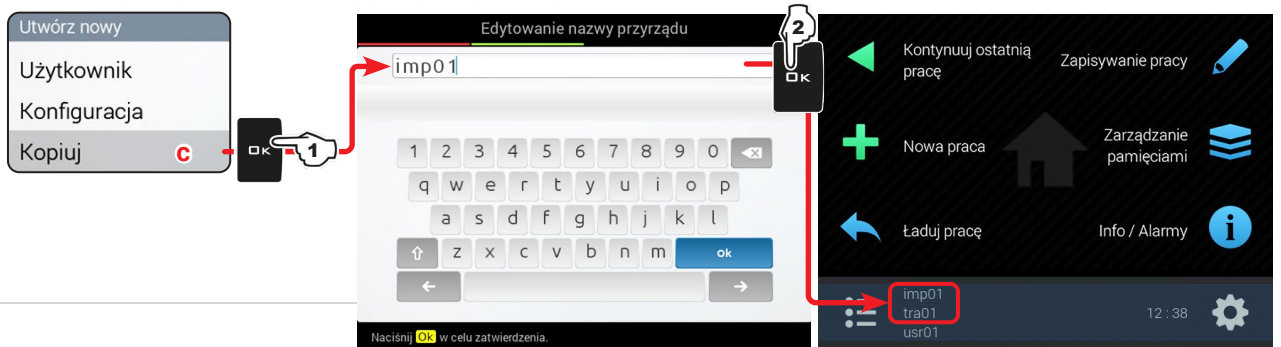 Utwórz nowy
Użytkownik
Konfiguracja
Kopiuj
C
OK
1
Edytowanie nazwy przyrządu
imp01
1 2 3 4 5 6 7 8 9 0
q w e r t y u i o p
a s d f g h j k l
z x c v b n m ok
Naciśnij Ok w celu zatwierdzenia.
2
OK
Kontynuuj ostatnią
pracę
Zapisywanie pracy
Nowa praca
Zarządzanie
pamięciami
Ładuj pracę
Info / Alarmy
imp01
tra01
usr01
12 : 38